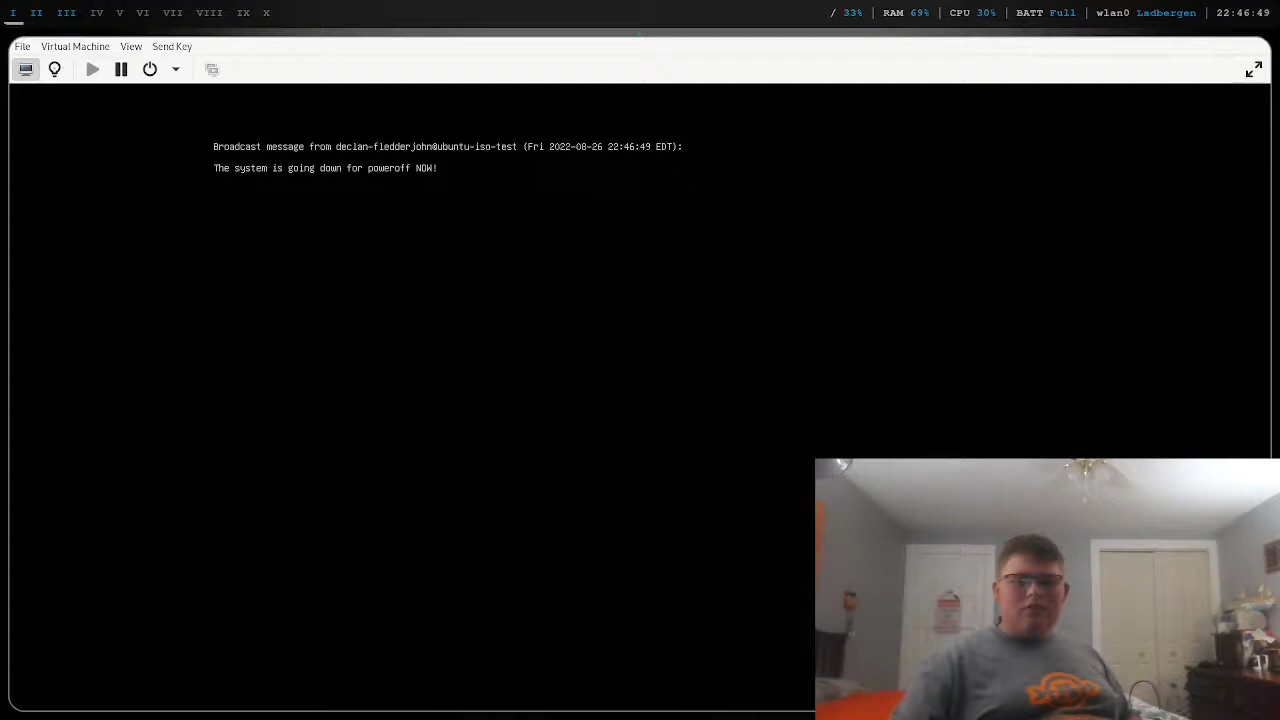 I II III IV V VI VII VIII IX X / 33% | RAM 69% | CPU 30% | BATT Full | wlan0 Ladbergen | 22:46:49
File Virtual Machine View Send Key
Broadcast message from declan-fledderjohn@ubuntu-iso-test (Fri 2022-08-26 22:46:49 EDT):
The system is going down for poweroff NOW!